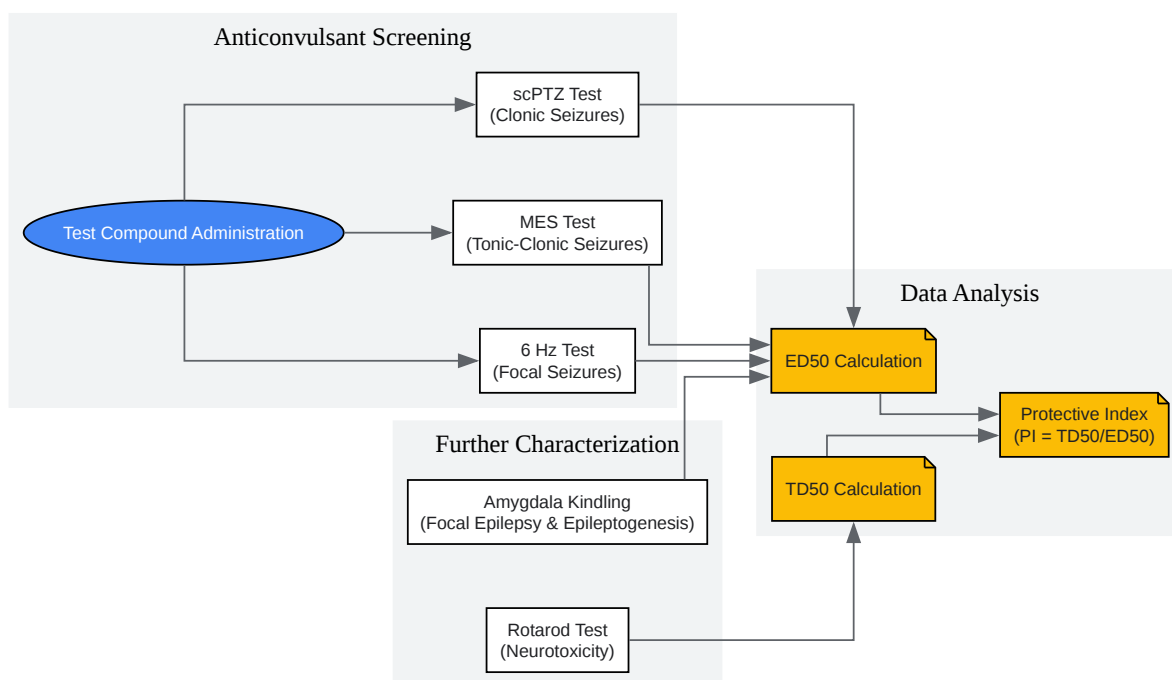 Anticonvulsant Screening
scPTZ Test
(Clonic Seizures)
Test Compound Administration
MES Test
(Tonic-Clonic Seizures)
6 Hz Test
(Focal Seizures)
Further Characterization
Amygdala Kindling
(Focal Epilepsy & Epileptogenesis)
Rotarod Test
(Neurotoxicity)
Data Analysis
ED50 Calculation
TD50 Calculation
Protective Index
(PI = TD50/ED50)